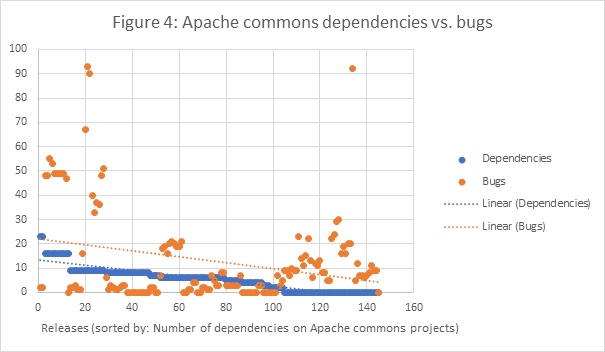 Figure 4: Apache commons dependencies vs. bugs
100
90
80
70
60
50
40
30
20
10
0
0 20 40 60 80 100 120 140 160
Releases (sorted by: Number of dependencies on Apache commons projects)
Dependencies
Bugs
Linear (Dependencies)
Linear (Bugs)